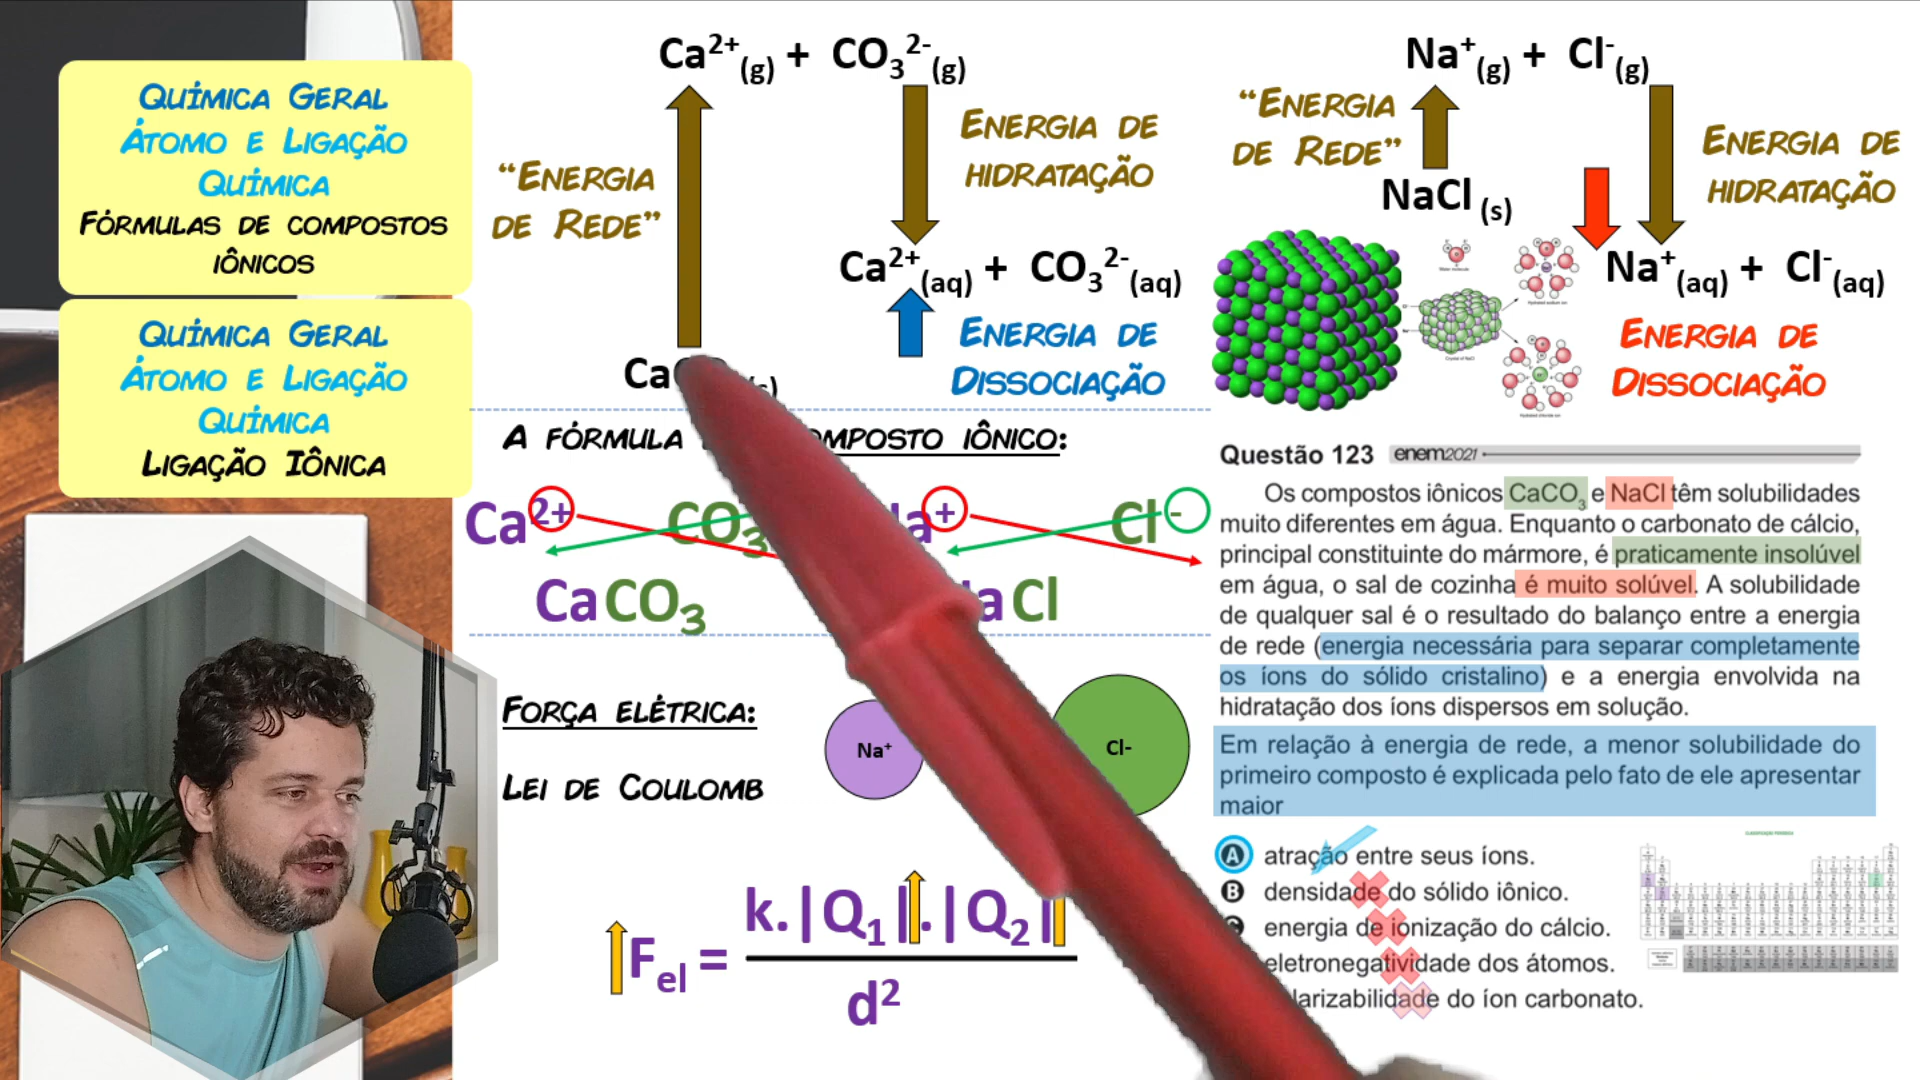 QUÍMICA GERAL
ÁTOMO E LIGAÇÃO
QUÍMICA
FÓRMULAS DE COMPOSTOS
IÔNICOS
QUÍMICA GERAL
ÁTOMO E LIGAÇÃO
QUÍMICA
LIGAÇÃO IÔNICA
Ca²⁺(g) + CO₃²⁻(g)
“ENERGIA
DE REDE”
ENERGIA DE
HIDRATAÇÃO
Ca²⁺(aq) + CO₃²⁻(aq)
ENERGIA DE
DISSOCIAÇÃO
Na⁺(g) + Cl⁻(g)
“ENERGIA
DE REDE”
ENERGIA DE
HIDRATAÇÃO
NaCl (s)
Na⁺(aq) + Cl⁻(aq)
ENERGIA DE
DISSOCIAÇÃO
A FÓRMULA IÔNICO:
Ca²⁺ CO₃ Cl⁻
CaCO₃ Cl
FORÇA ELÉTRICA:
LEI DE COULOMB
Na⁺ Cl-
Fel = k.|Q₁|.|Q₂|
d²
Questão 123 enem2021
Os compostos iônicos CaCO₃ e NaCl têm solubilidades
muito diferentes em água. Enquanto o carbonato de cálcio,
principal constituinte do mármore, é praticamente insolúvel
em água, o sal de cozinha é muito solúvel. A solubilidade
de qualquer sal é o resultado do balanço entre a energia
de rede (energia necessária para separar completamente
os íons do sólido cristalino) e a energia envolvida na
hidratação dos íons dispersos em solução.
Em relação à energia de rede, a menor solubilidade do
primeiro composto é explicada pelo fato de ele apresentar
maior
A atração entre seus íons.
B densidade do sólido iônico.
energia de ionização do cálcio.
eletronegatividade dos átomos.
do íon carbonato.